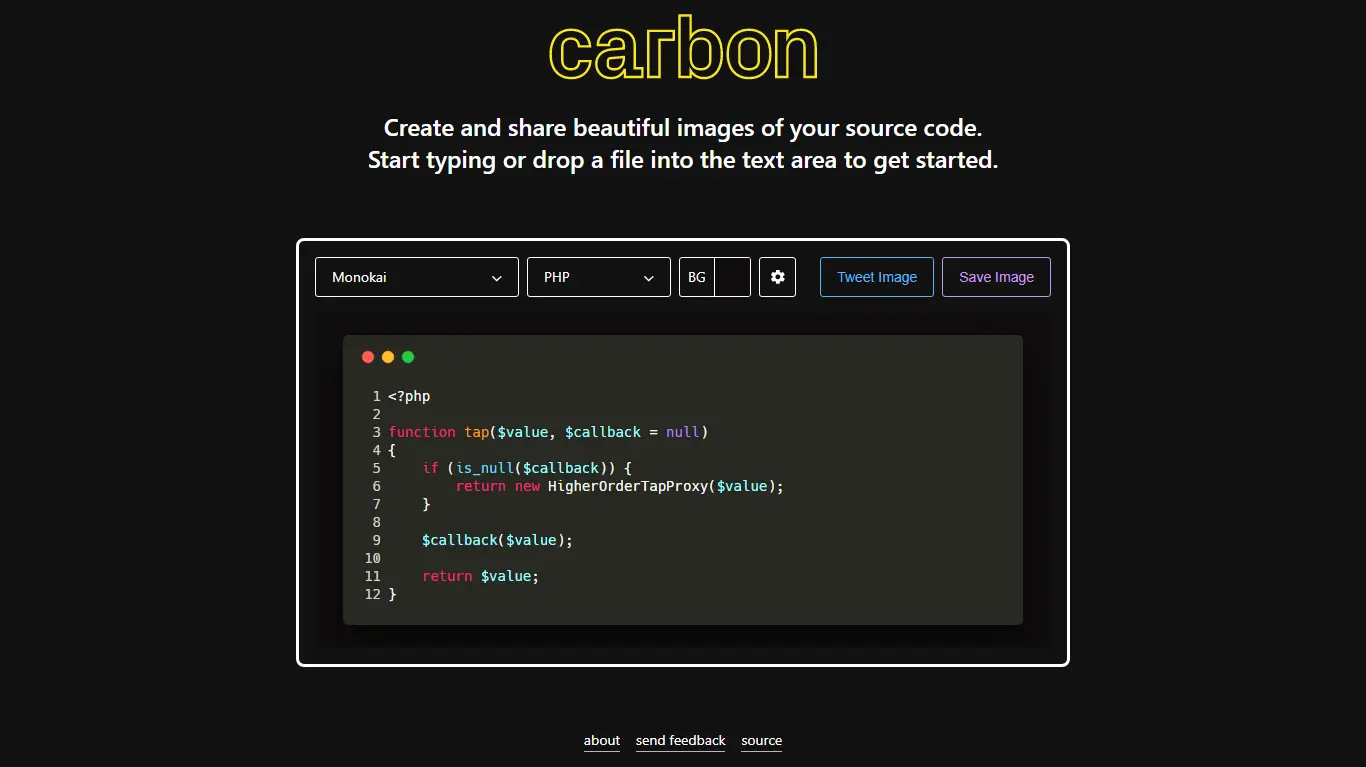 carbon
Create and share beautiful images of your source code.
Start typing or drop a file into the text area to get started.
Monokai PHP BG Tweet Image Save Image
1 <?php
2
3 function tap($value, $callback = null)
4 {
5     if (is_null($callback)) {
6         return new HigherOrderTapProxy($value);
7     }
8
9     $callback($value);
10
11     return $value;
12 }
about send feedback source